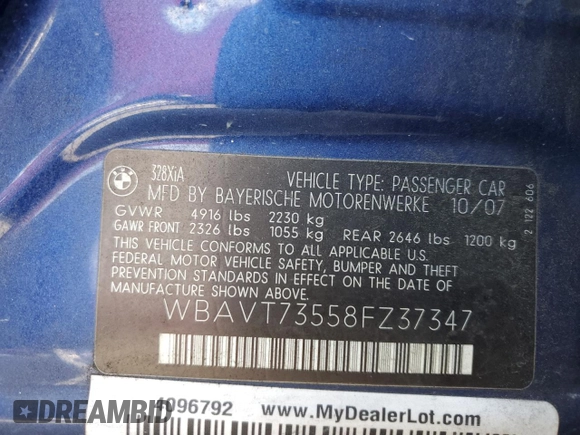 BMW
328XiA
VEHICLE TYPE: PASSENGER CAR
MFD BY BAYERISCHE MOTORENWERKE 10/07
GVWR 4916 lbs 2230 kg
GAWR FRONT 2326 lbs 1055 kg REAR 2646 lbs 1200 kg
THIS VEHICLE CONFORMS TO ALL APPLICABLE U.S.
FEDERAL MOTOR VEHICLE SAFETY, BUMPER AND THEFT
PREVENTION STANDARDS IN EFFECT ON THE DATE OF
MANUFACTURE SHOWN ABOVE.
WBAVT73558FZ37347
2 122 606
096792 www.MyDealerLot.com
DREAMBID